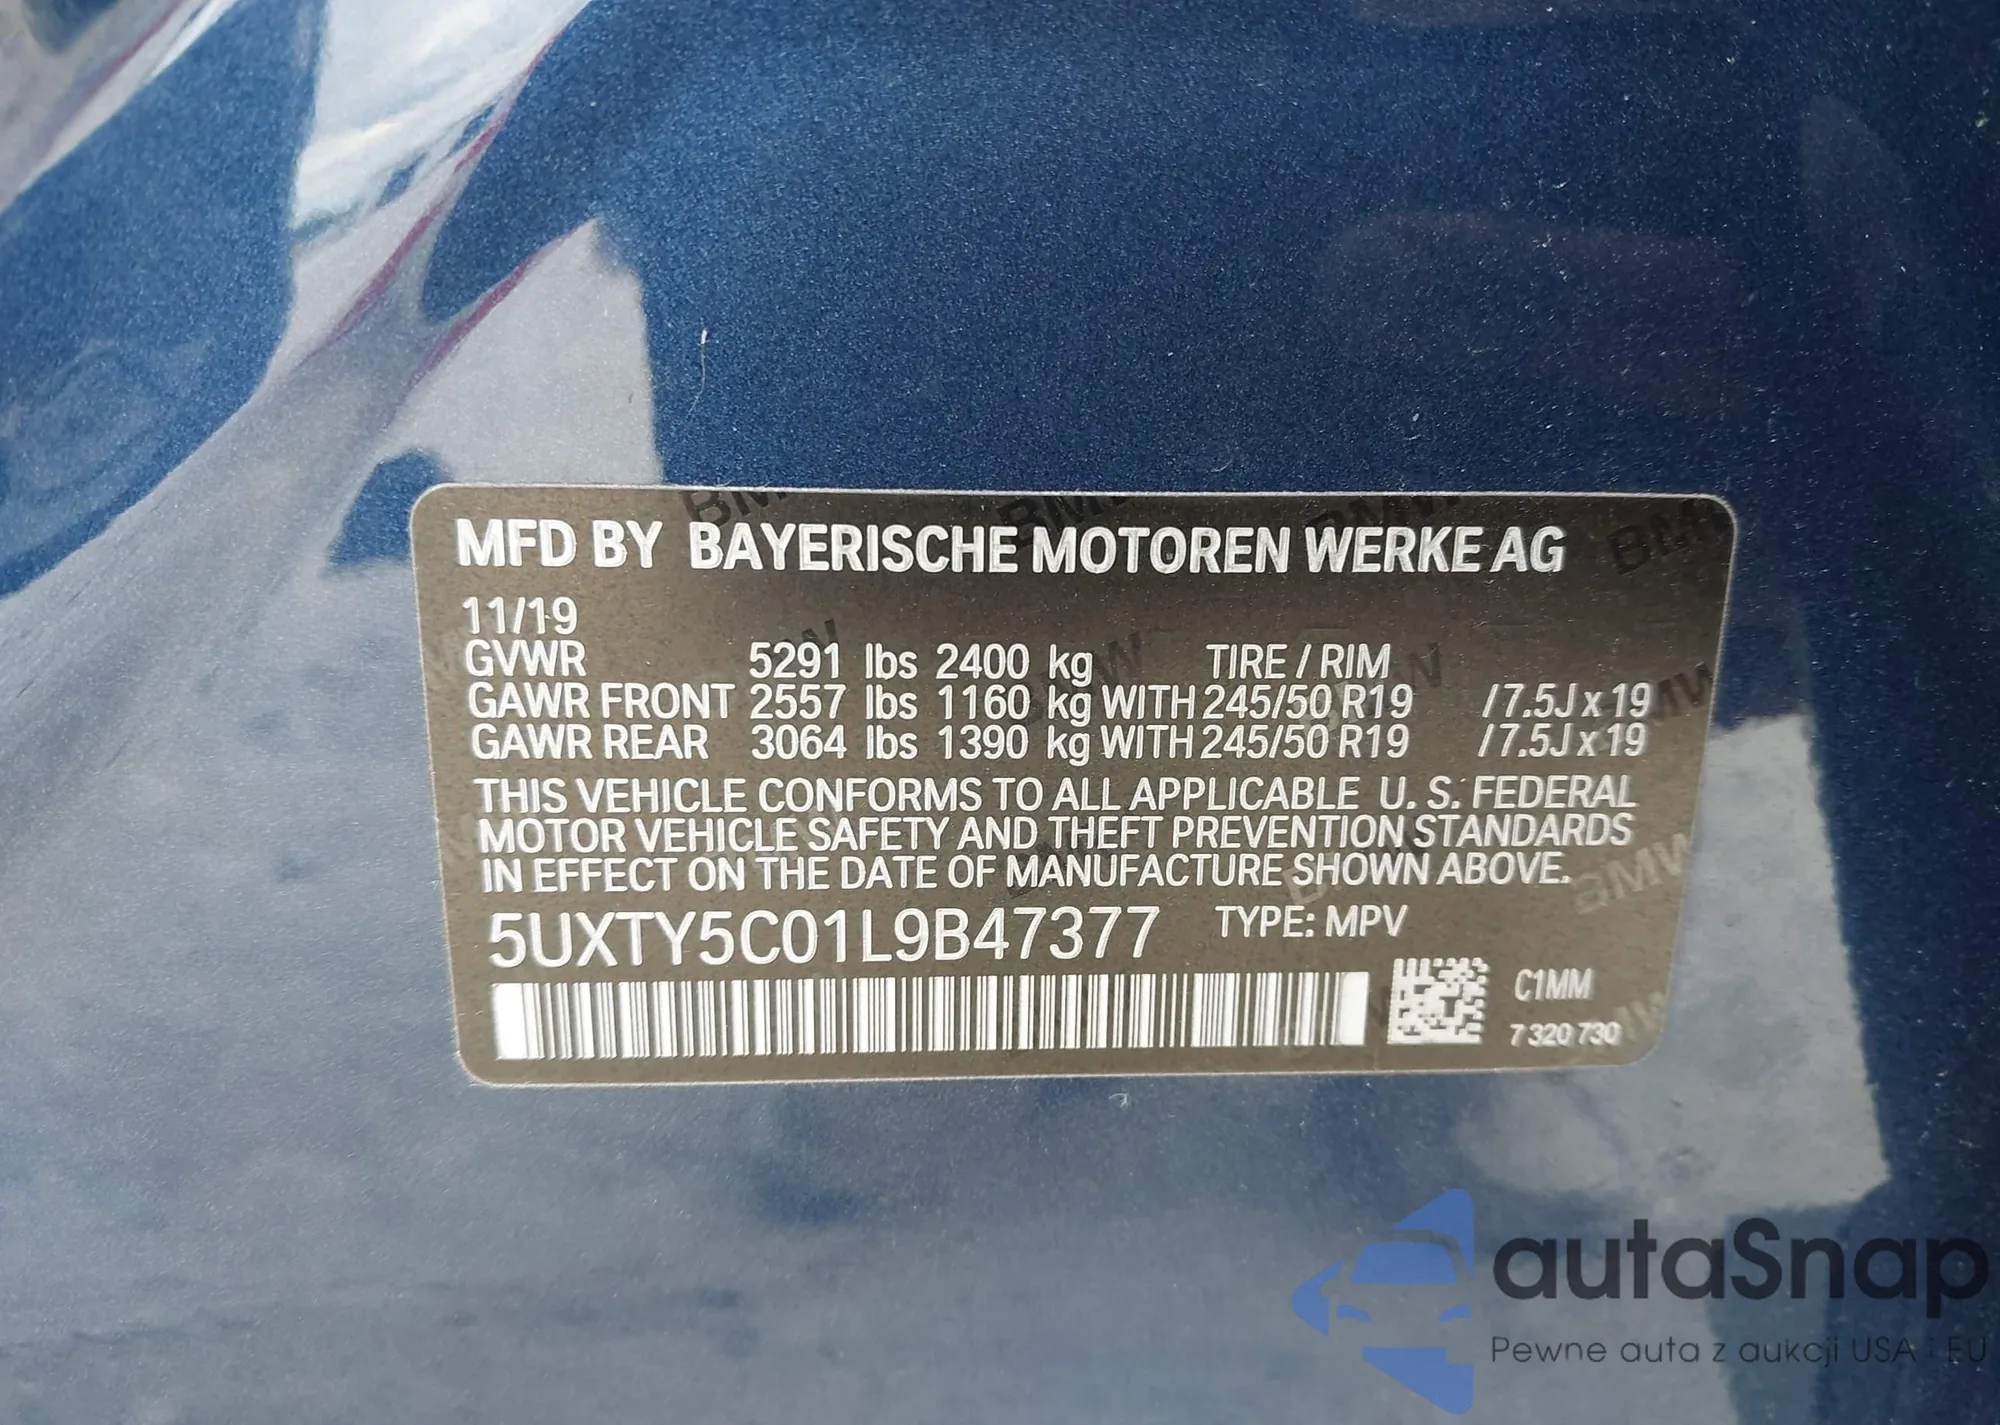 MFD BY BAYERISCHE MOTOREN WERKE AG
11/19
GVWR 5291 lbs 2400 kg TIRE / RIM
GAWR FRONT 2557 lbs 1160 kg WITH 245/50 R19 / 7.5J x 19
GAWR REAR 3064 lbs 1390 kg WITH 245/50 R19 / 7.5J x 19
THIS VEHICLE CONFORMS TO ALL APPLICABLE U. S. FEDERAL
MOTOR VEHICLE SAFETY AND THEFT PREVENTION STANDARDS
IN EFFECT ON THE DATE OF MANUFACTURE SHOWN ABOVE.
5UXTY5C01L9B47377 TYPE: MPV
C1MM
7 320 730
autaSnap
Pewne auta z aukcji USA i EU